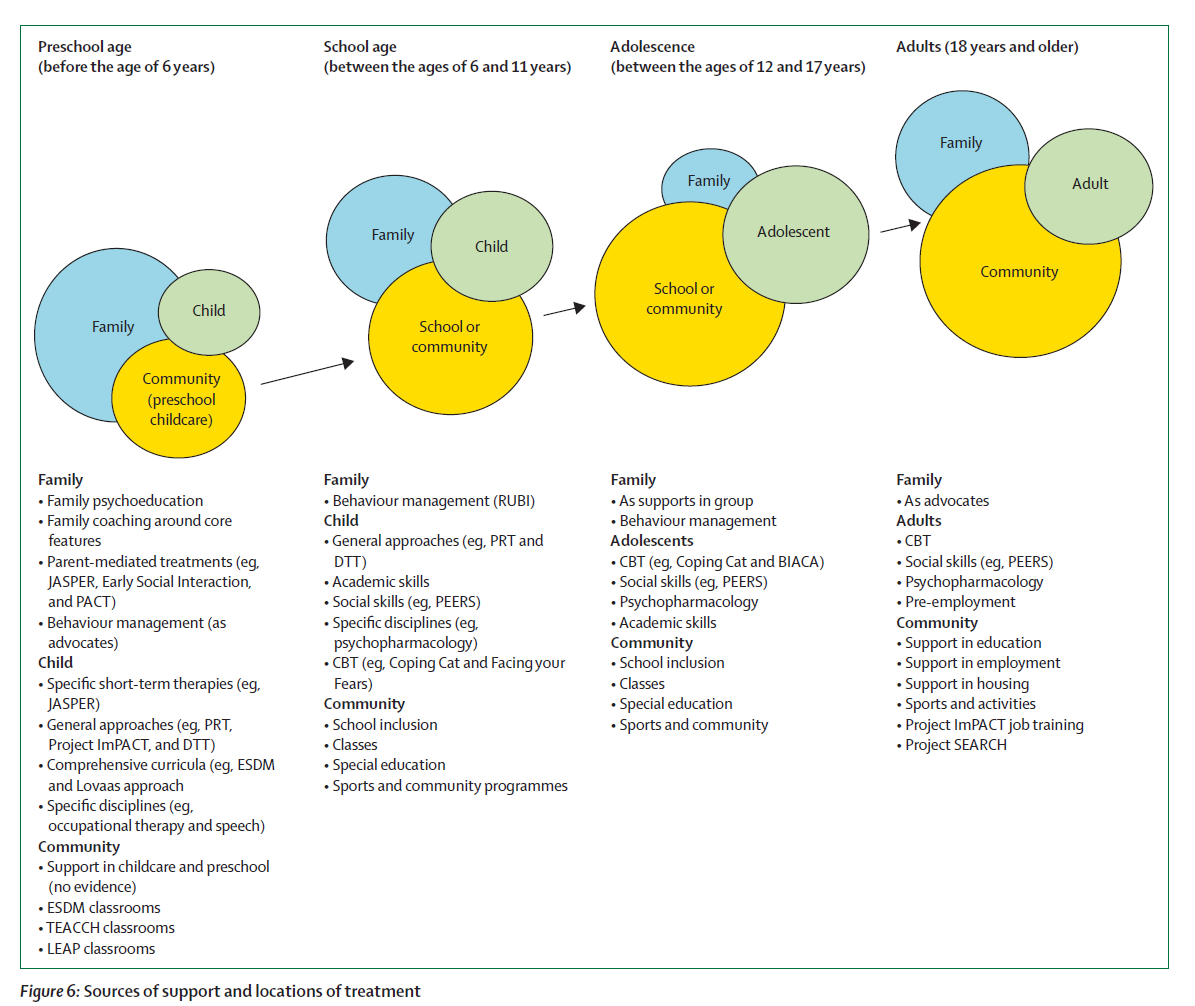 Preschool age
(before the age of 6 years)
Family
Child
Community
(preschool
childcare)
Family
• Family psychoeducation
• Family coaching around core
features
• Parent-mediated treatments (eg,
JASPER, Early Social Interaction,
and PACT)
• Behaviour management (as
advocates)
Child
• Specific short-term therapies (eg,
JASPER)
• General approaches (eg, PRT,
Project ImPACT, and DTT)
• Comprehensive curricula (eg, ESDM
and Lovaas approach
• Specific disciplines (eg,
occupational therapy and speech)
Community
• Support in childcare and preschool
(no evidence)
• ESDM classrooms
• TEACCH classrooms
• LEAP classrooms
School age
(between the ages of 6 and 11 years)
Family
Child
School or
community
Family
• Behaviour management (RUBI)
Child
• General approaches (eg, PRT and
DTT)
• Academic skills
• Social skills (eg, PEERS)
• Specific disciplines (eg,
psychopharmacology)
• CBT (eg, Coping Cat and Facing your
Fears)
Community
• School inclusion
• Classes
• Special education
• Sports and community programmes
Adolescence
(between the ages of 12 and 17 years)
Family
Adolescent
School or
community
Family
• As supports in group
• Behaviour management
Adolescents
• CBT (eg, Coping Cat and BIACA)
• Social skills (eg, PEERS)
• Psychopharmacology
• Academic skills
Community
• School inclusion
• Classes
• Special education
• Sports and community
Adults (18 years and older)
Family
Adult
Community
Family
• As advocates
Adults
• CBT
• Social skills (eg, PEERS)
• Psychopharmacology
• Pre-employment
Community
• Support in education
• Support in employment
• Support in housing
• Sports and activities
• Project ImPACT job training
• Project SEARCH
Figure 6: Sources of support and locations of treatment